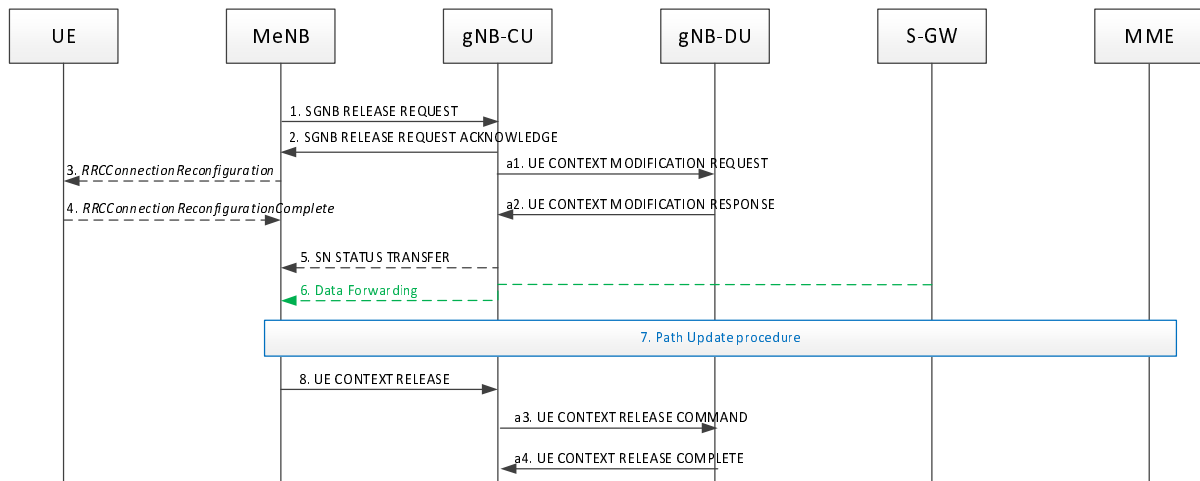 UE
MeNB
gNB-CU
gNB-DU
S-GW
MME
1. SGNB RELEASE REQUEST
2. SGNB RELEASE REQUEST ACKNOWLEDGE
a1. UE CONTEXT MODIFICATION REQUEST
3. RRCConnectionReconfiguration
a2. UE CONTEXT MODIFICATION RESPONSE
4. RRCConnectionReconfigurationComplete
5. SN STATUS TRANSFER
6. Data Forwarding
7. Path Update procedure
8. UE CONTEXT RELEASE
a3. UE CONTEXT RELEASE COMMAND
a4. UE CONTEXT RELEASE COMPLETE